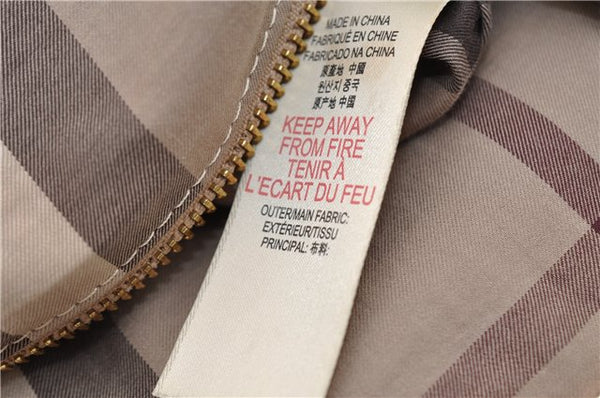 MADE IN CHINA
FABRIQUÉ EN CHINE
FABRICADO NA CHINA
原產地 中國
원산지 중국
原产地 中国
KEEP AWAY
FROM FIRE
TENIR À
L'ECART DU FEU
OUTER/MAIN FABRIC:
EXTÉRIEUR/TISSU
PRINCIPAL: 布料: